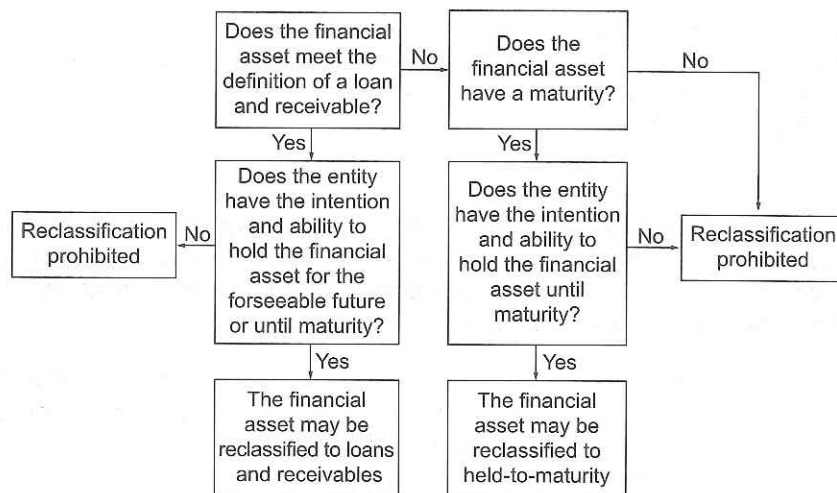 Does the
financial
asset meet the
definition of a loan
and receivable?
No
Does the
financial asset
have a maturity?
No
Yes
Yes
Does the entity
have the intention
and ability to
hold the financial
asset for the
forseeable future
or until maturity?
No
Reclassification
prohibited
Does the entity
have the intention
and ability to
hold the financial
asset until
maturity?
No
Reclassification
prohibited
Yes
Yes
The financial
asset may be
reclassified to loans
and receivables
The financial
asset may be
reclassified to
held-to-maturity